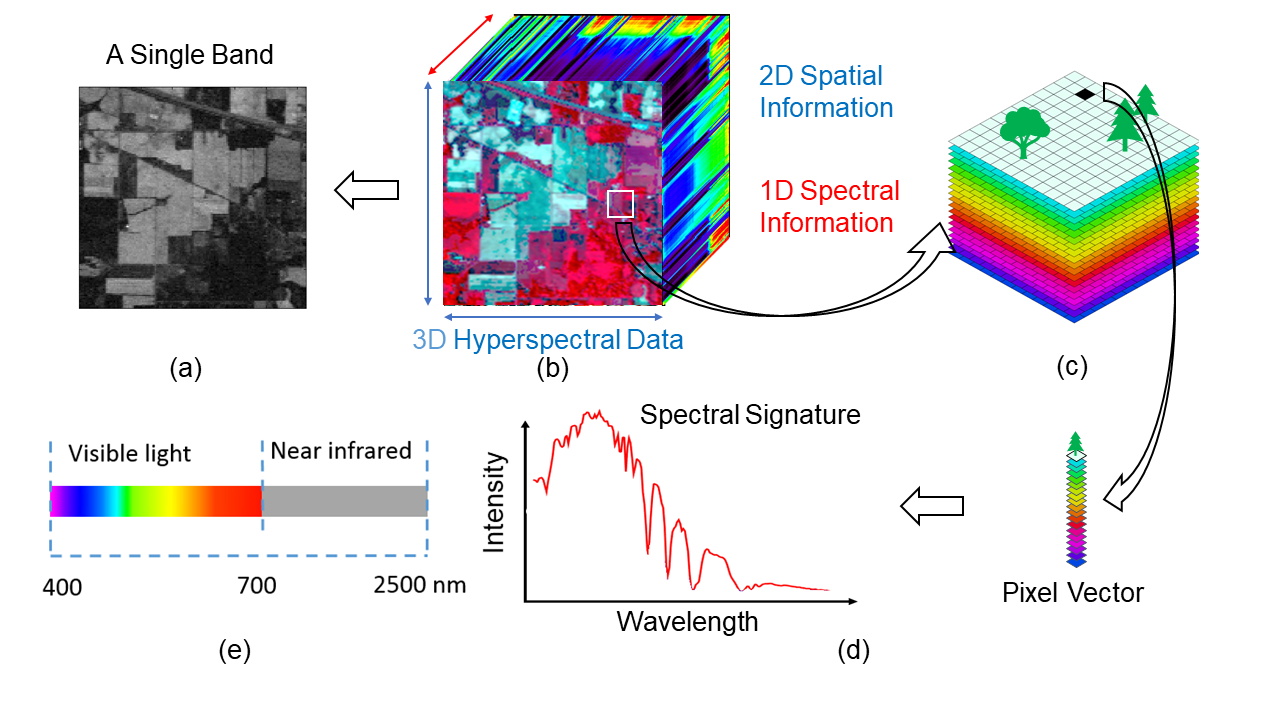 A Single Band
2D Spatial
Information
1D Spectral
Information
3D Hyperspectral Data
(a)
(b)
(c)
Visible light
Near infrared
400
700
2500 nm
(e)
Spectral Signature
Intensity
Wavelength
(d)
Pixel Vector